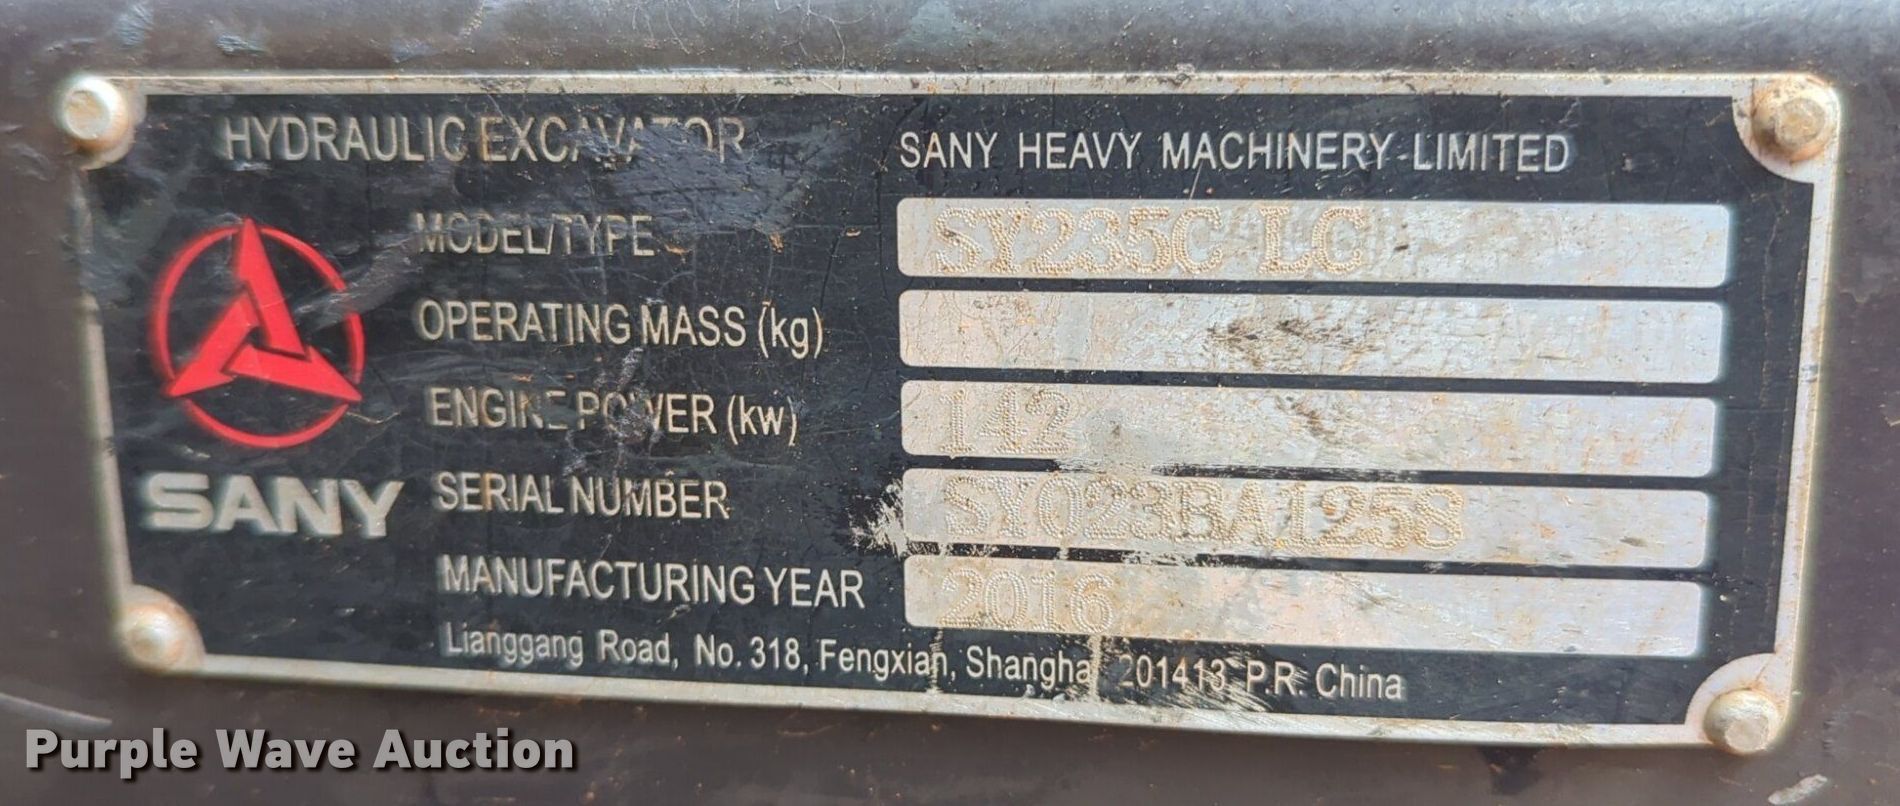 HYDRAULIC EXCAVATOR
SANY HEAVY MACHINERY LIMITED
MODEL/TYPE SY235C LC
OPERATING MASS (kg)
ENGINE POWER (kw) 142
SANY
SERIAL NUMBER SY023BA1258
MANUFACTURING YEAR 2016
Lianggang Road, No. 318, Fengxian, Shanghai 201413 P.R. China
Purple Wave Auction